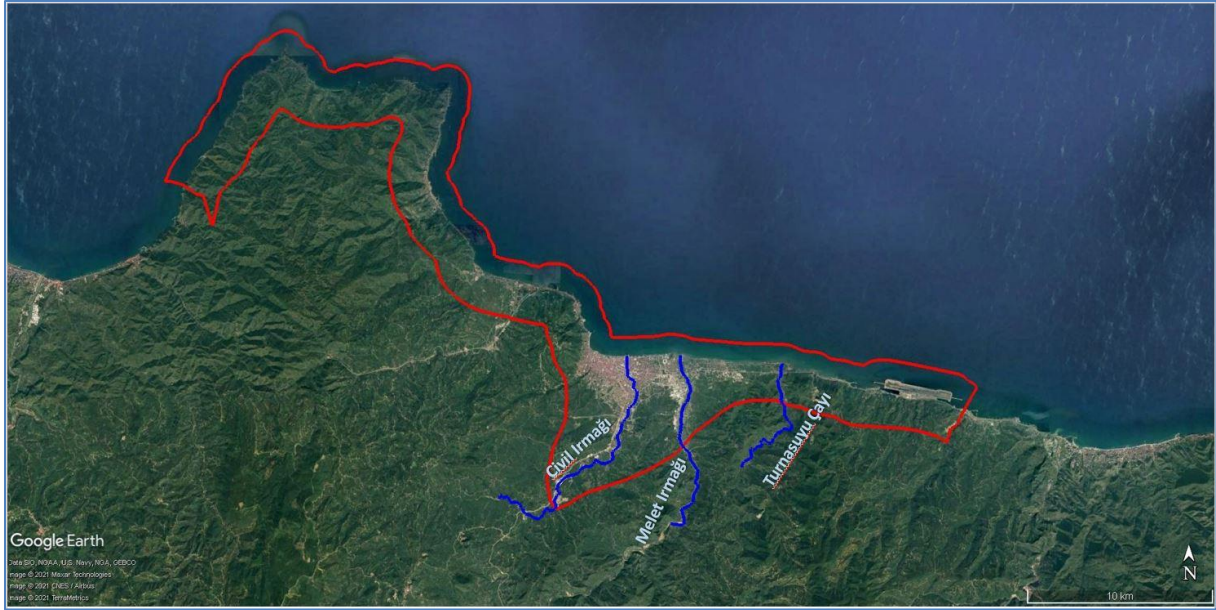 Civil Irmağı
Melet Irmağı
Turnasuyu Çayı
Google Earth
Data SIO, NOAA, U.S. Navy, NGA, GEBCO
Image © 2021 Maxar Technologies
Image © 2021 CNES / Airbus
Image © 2021 TerraMetrics
N
10 km